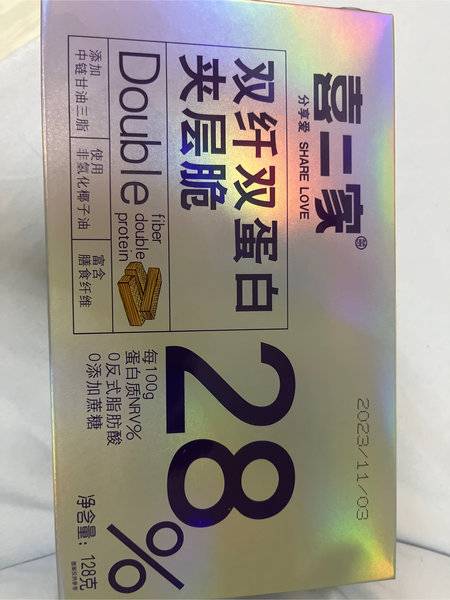 喜二家®
分享爱 SHARE LOVE
双纤双蛋白
夹层脆
Double
fiber
double
protein
添加
中链甘油三脂
使用
非氢化椰子油
富含
膳食纤维
28%
每100g
蛋白质NRV%
0反式脂肪酸
0添加蔗糖
2023/11/03
净含量：128克